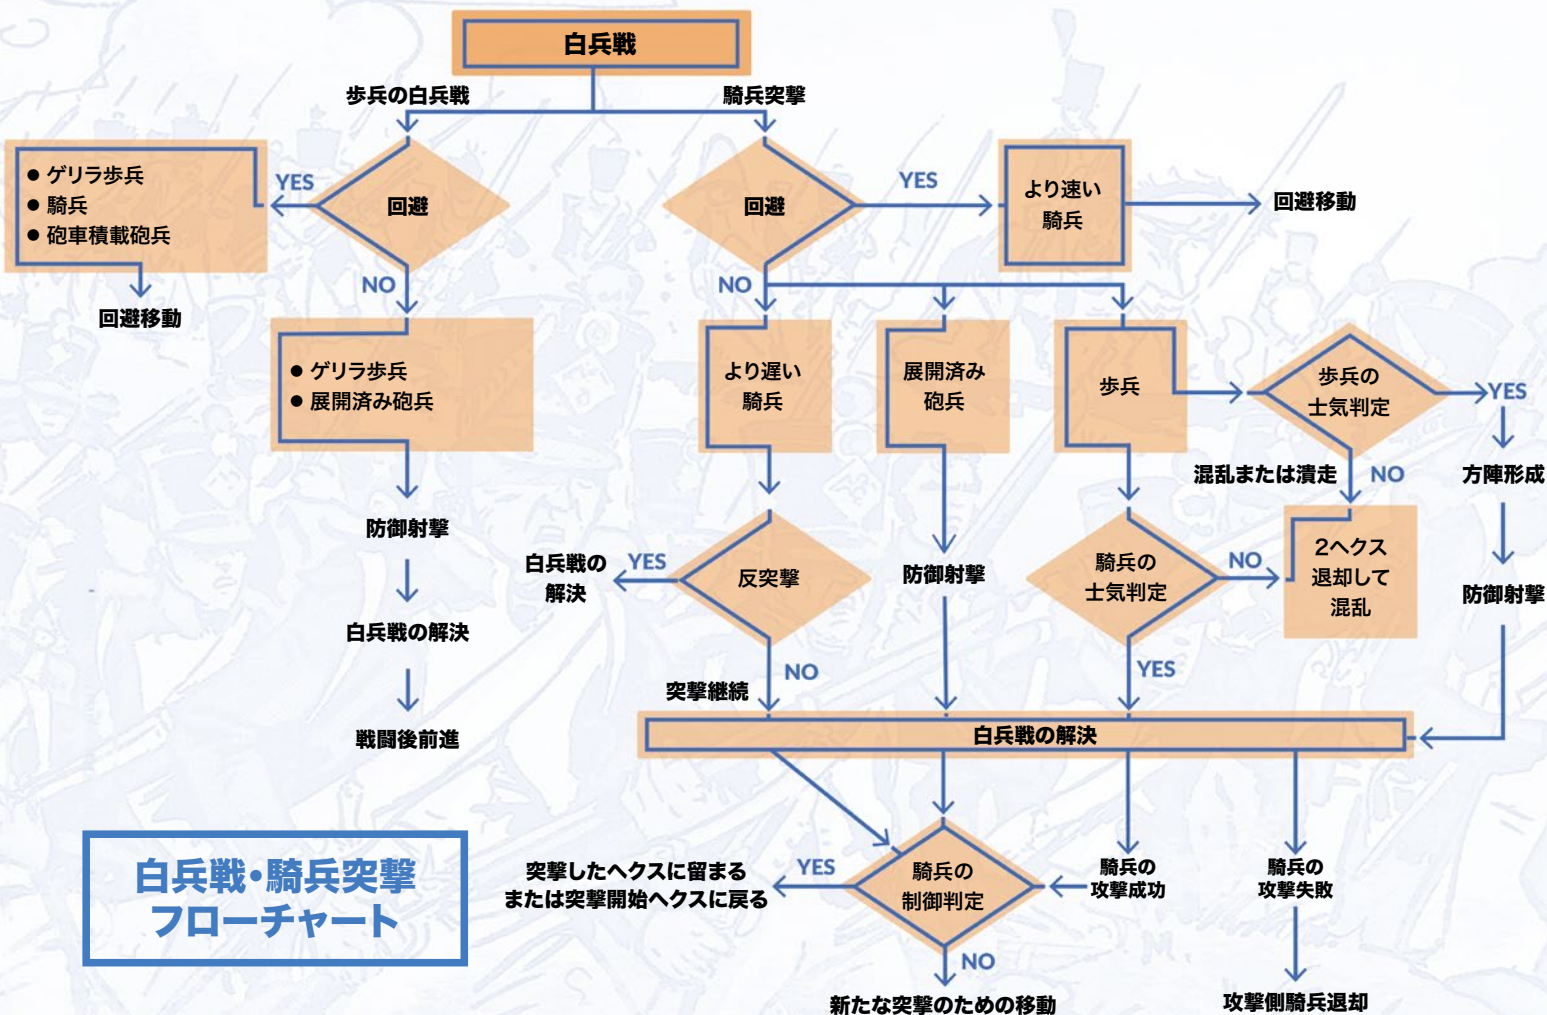 白兵戦
歩兵の白兵戦
騎兵突撃
● ゲリラ歩兵
● 騎兵
● 砲車積載砲兵
YES
回避
回避
YES
より速い
騎兵
回避移動
回避移動
NO
NO
● ゲリラ歩兵
● 展開済み砲兵
より遅い
騎兵
展開済み
砲兵
歩兵
歩兵の
士気判定
YES
混乱または潰走
NO
方陣形成
防御射撃
白兵戦の
解決
YES
反突撃
防御射撃
騎兵の
士気判定
NO
2ヘクス
退却して
混乱
防御射撃
白兵戦の解決
NO
YES
突撃継続
戦闘後前進
白兵戦の解決
白兵戦・騎兵突撃
フローチャート
突撃したヘクスに留まる
または突撃開始ヘクスに戻る
YES
騎兵の
制御判定
騎兵の
攻撃成功
騎兵の
攻撃失敗
NO
新たな突撃のための移動
攻撃側騎兵退却